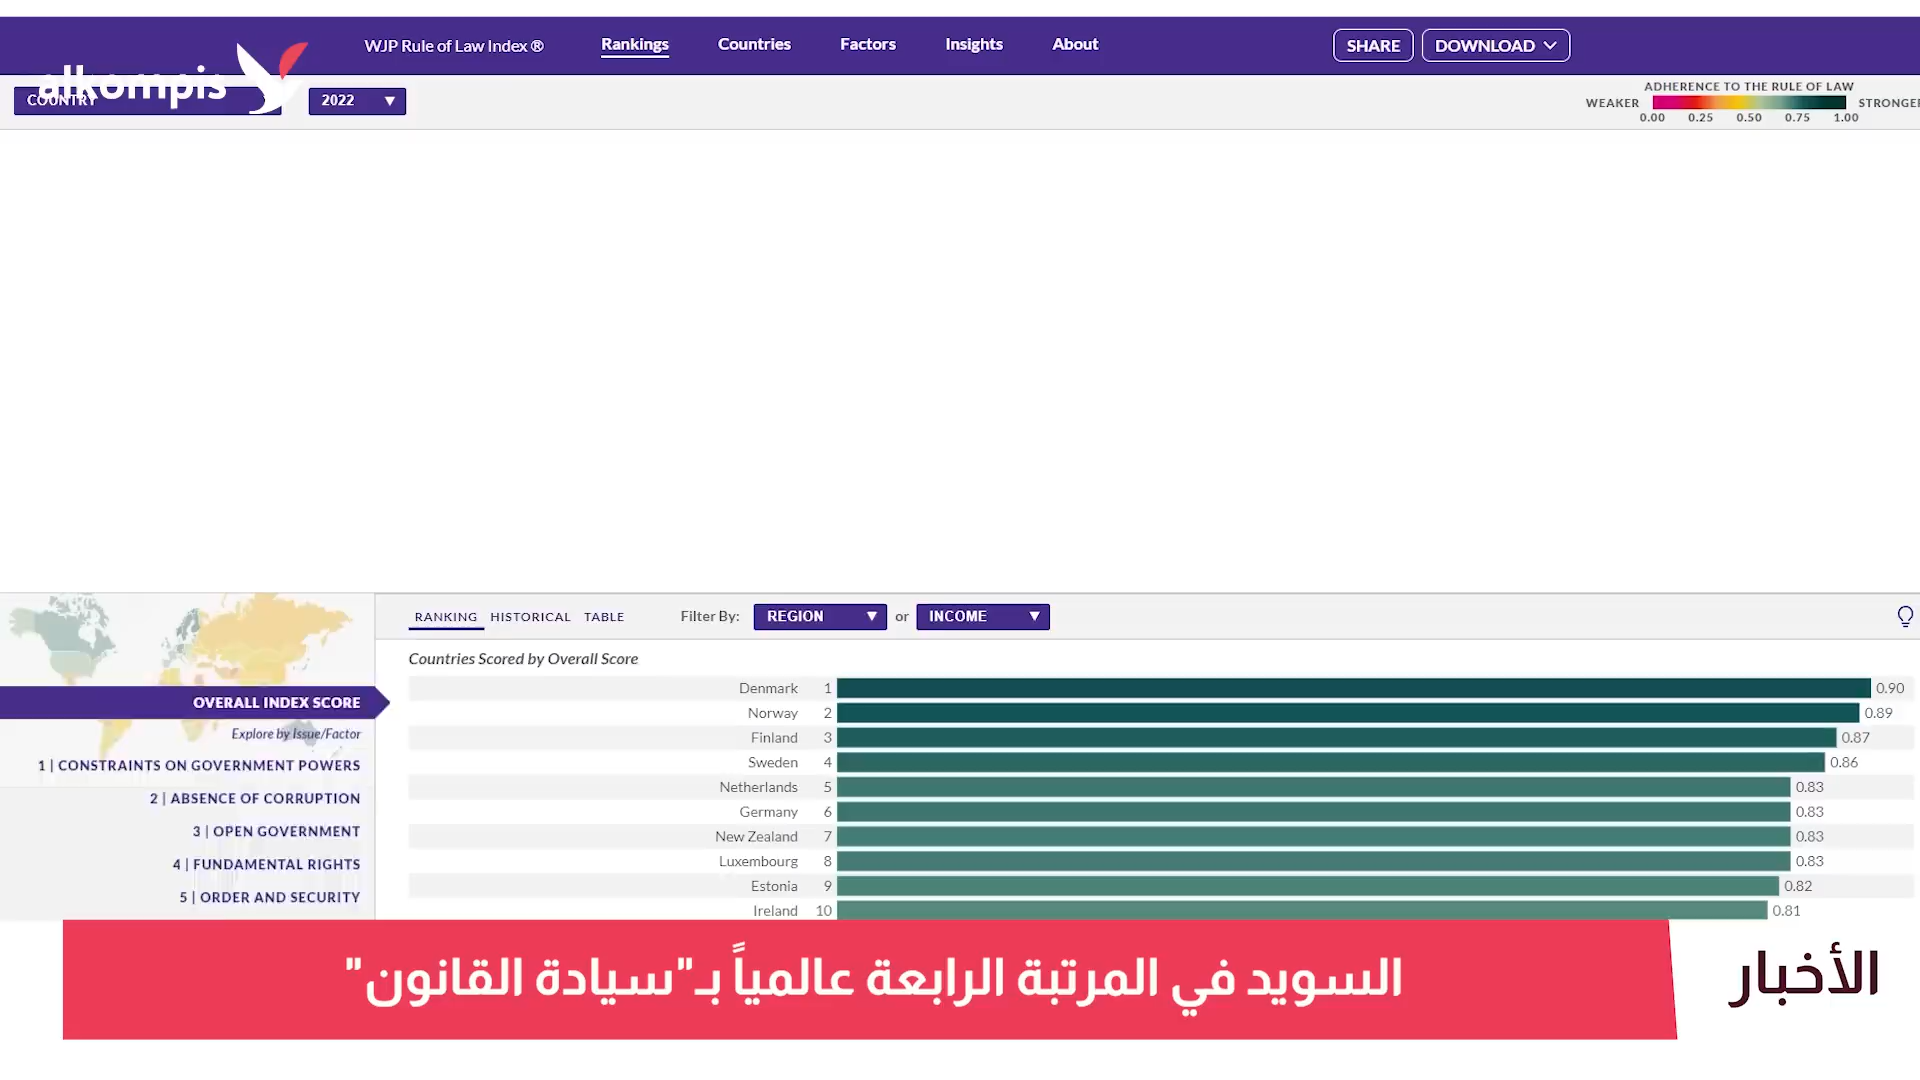 WJP Rule of Law Index ®
Rankings
Countries
Factors
Insights
About
SHARE
DOWNLOAD
alkompis
COUNTRY
2022
ADHERENCE TO THE RULE OF LAW
WEAKER
STRONGER
0.00 0.25 0.50 0.75 1.00
RANKING HISTORICAL TABLE
Filter By: REGION or INCOME
Countries Scored by Overall Score
OVERALL INDEX SCORE
Explore by Issue/Factor
1 | CONSTRAINTS ON GOVERNMENT POWERS
2 | ABSENCE OF CORRUPTION
3 | OPEN GOVERNMENT
4 | FUNDAMENTAL RIGHTS
5 | ORDER AND SECURITY
Denmark 1 0.90
Norway 2 0.89
Finland 3 0.87
Sweden 4 0.86
Netherlands 5 0.83
Germany 6 0.83
New Zealand 7 0.83
Luxembourg 8 0.83
Estonia 9 0.82
Ireland 10 0.81
السويد في المرتبة الرابعة عالمياً بـ"سيادة القانون"
الأخبار